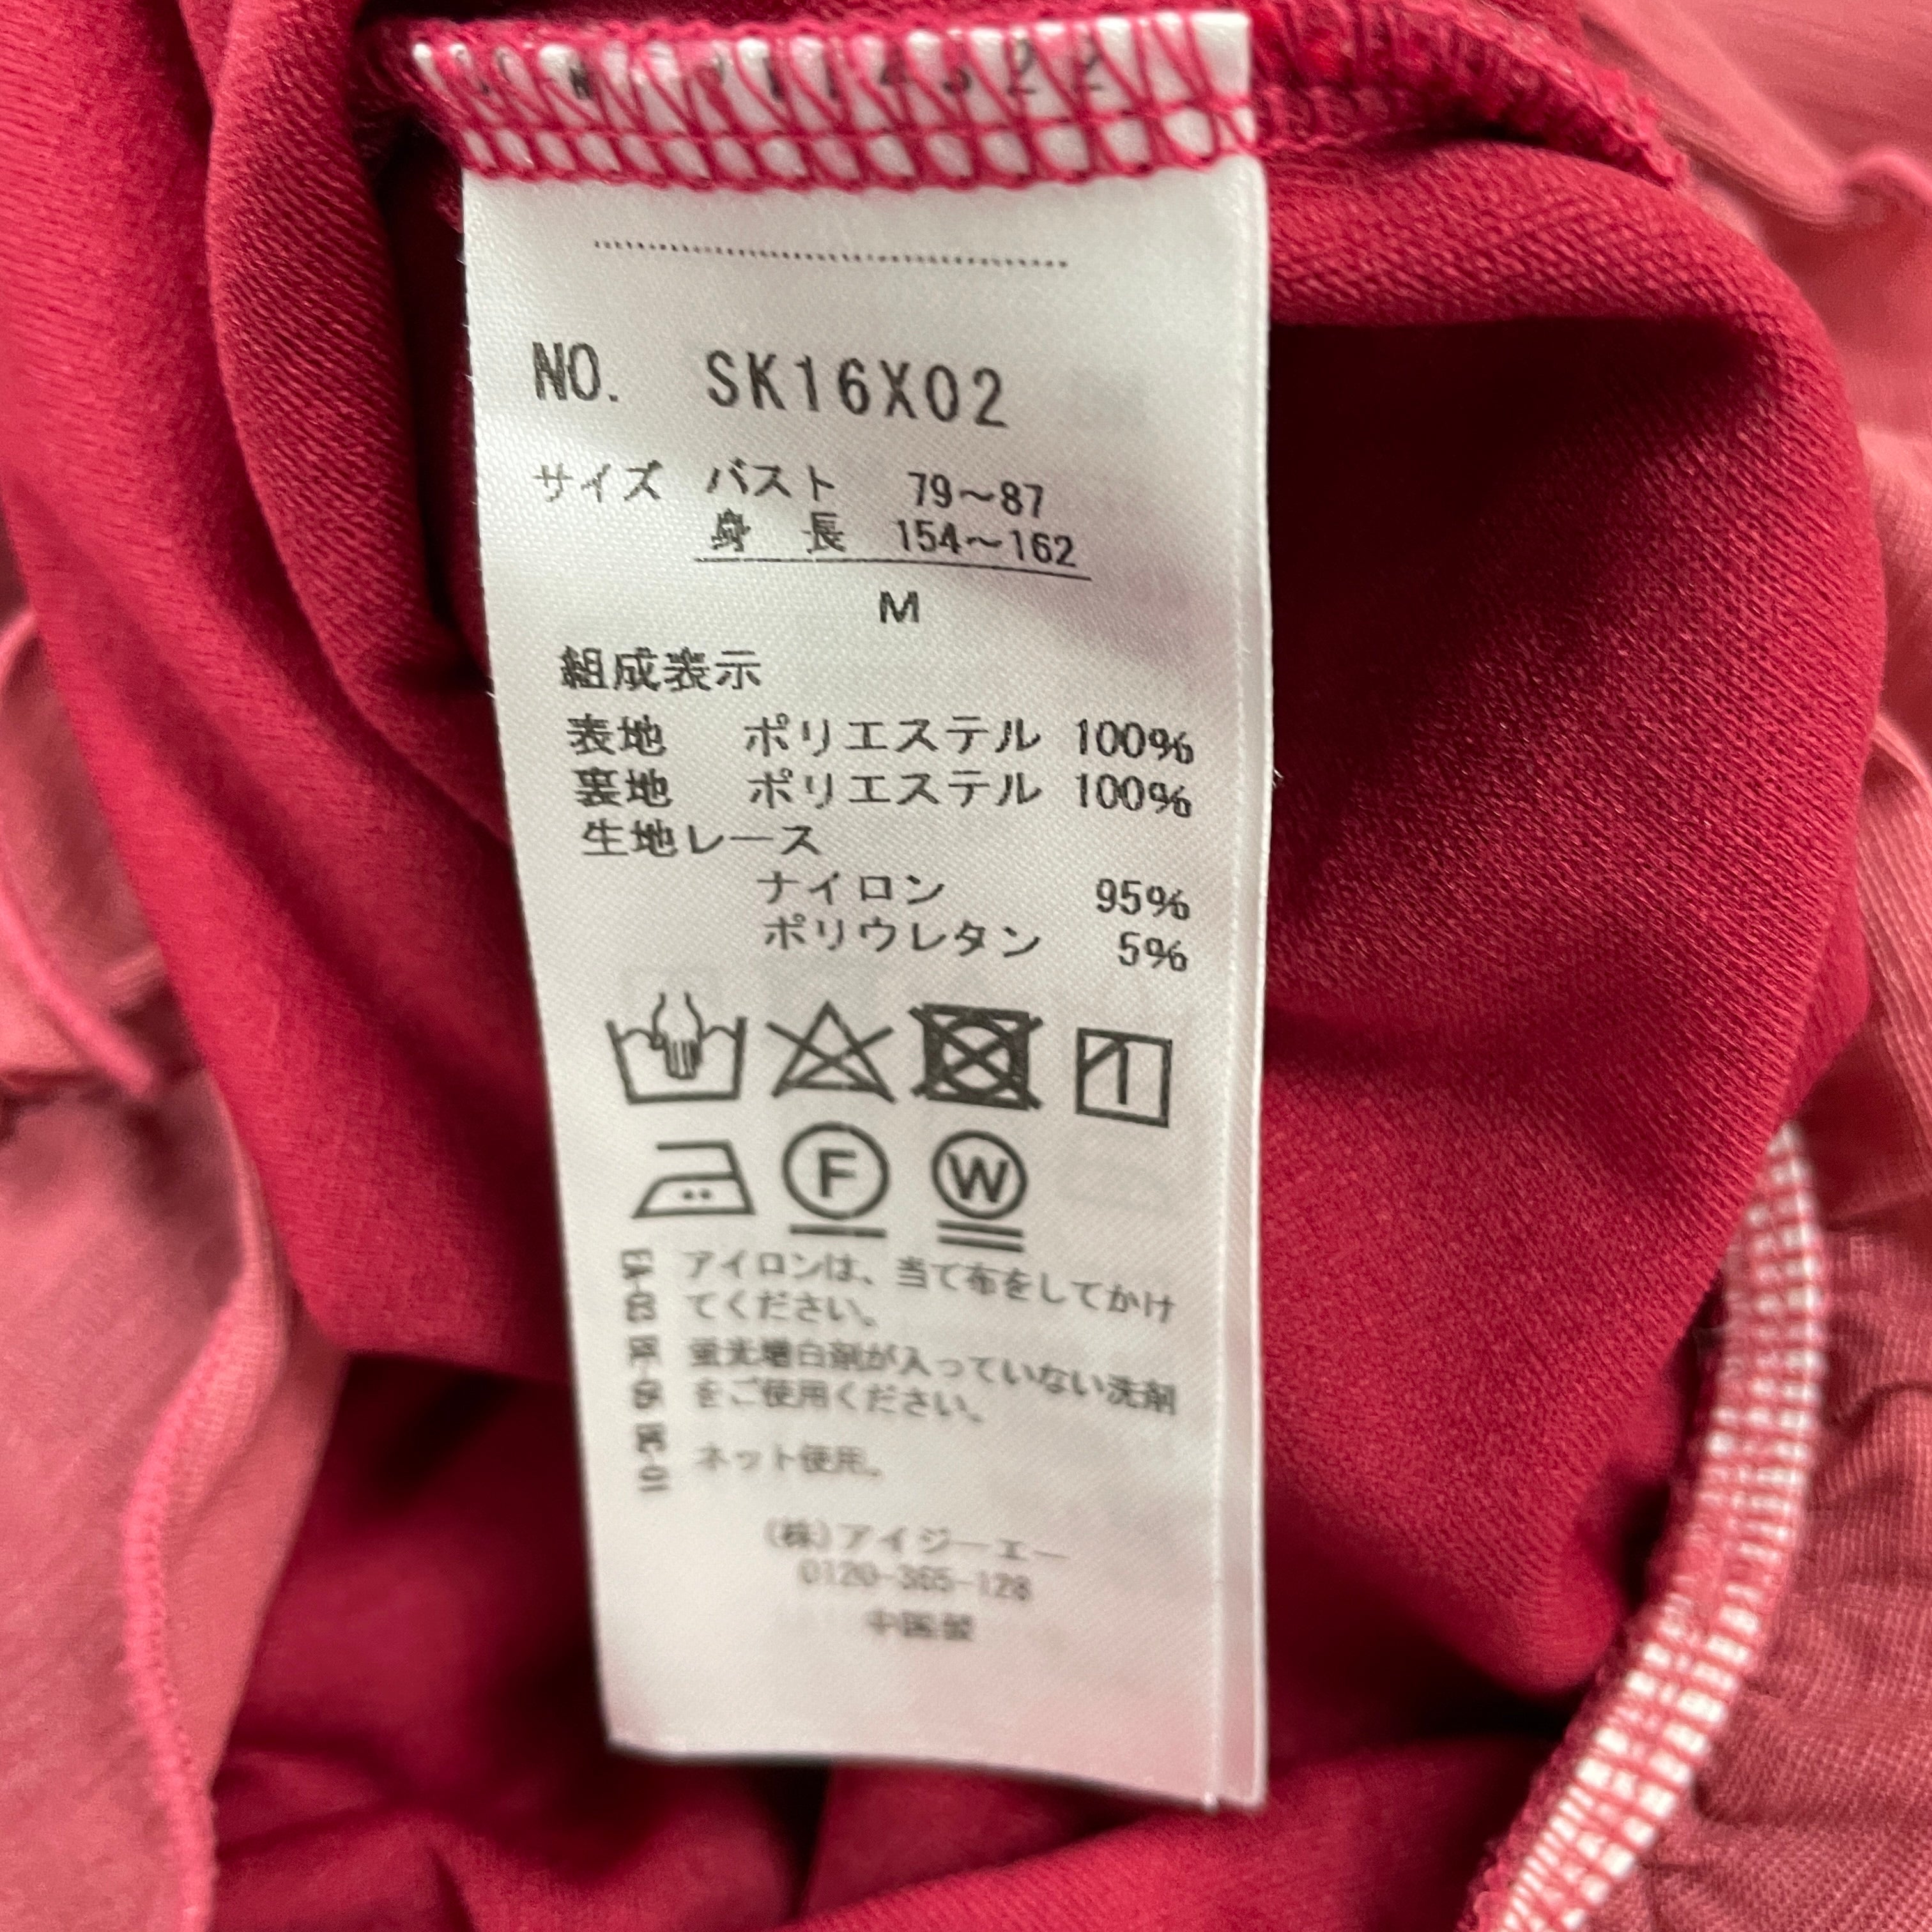 NO. SK16X02
サイズ バスト 79～87
身 長 154～162
M
組成表示
表地 ポリエステル 100%
裏地 ポリエステル 100%
生地レース
ナイロン 95%
ポリウレタン 5%
F W
アイロンは、当て布をしてかけ
てください。
蛍光増白剤が入っていない洗剤
をご使用ください。
ネット使用。
(株)アイジーエー
0120-365-128
中国製